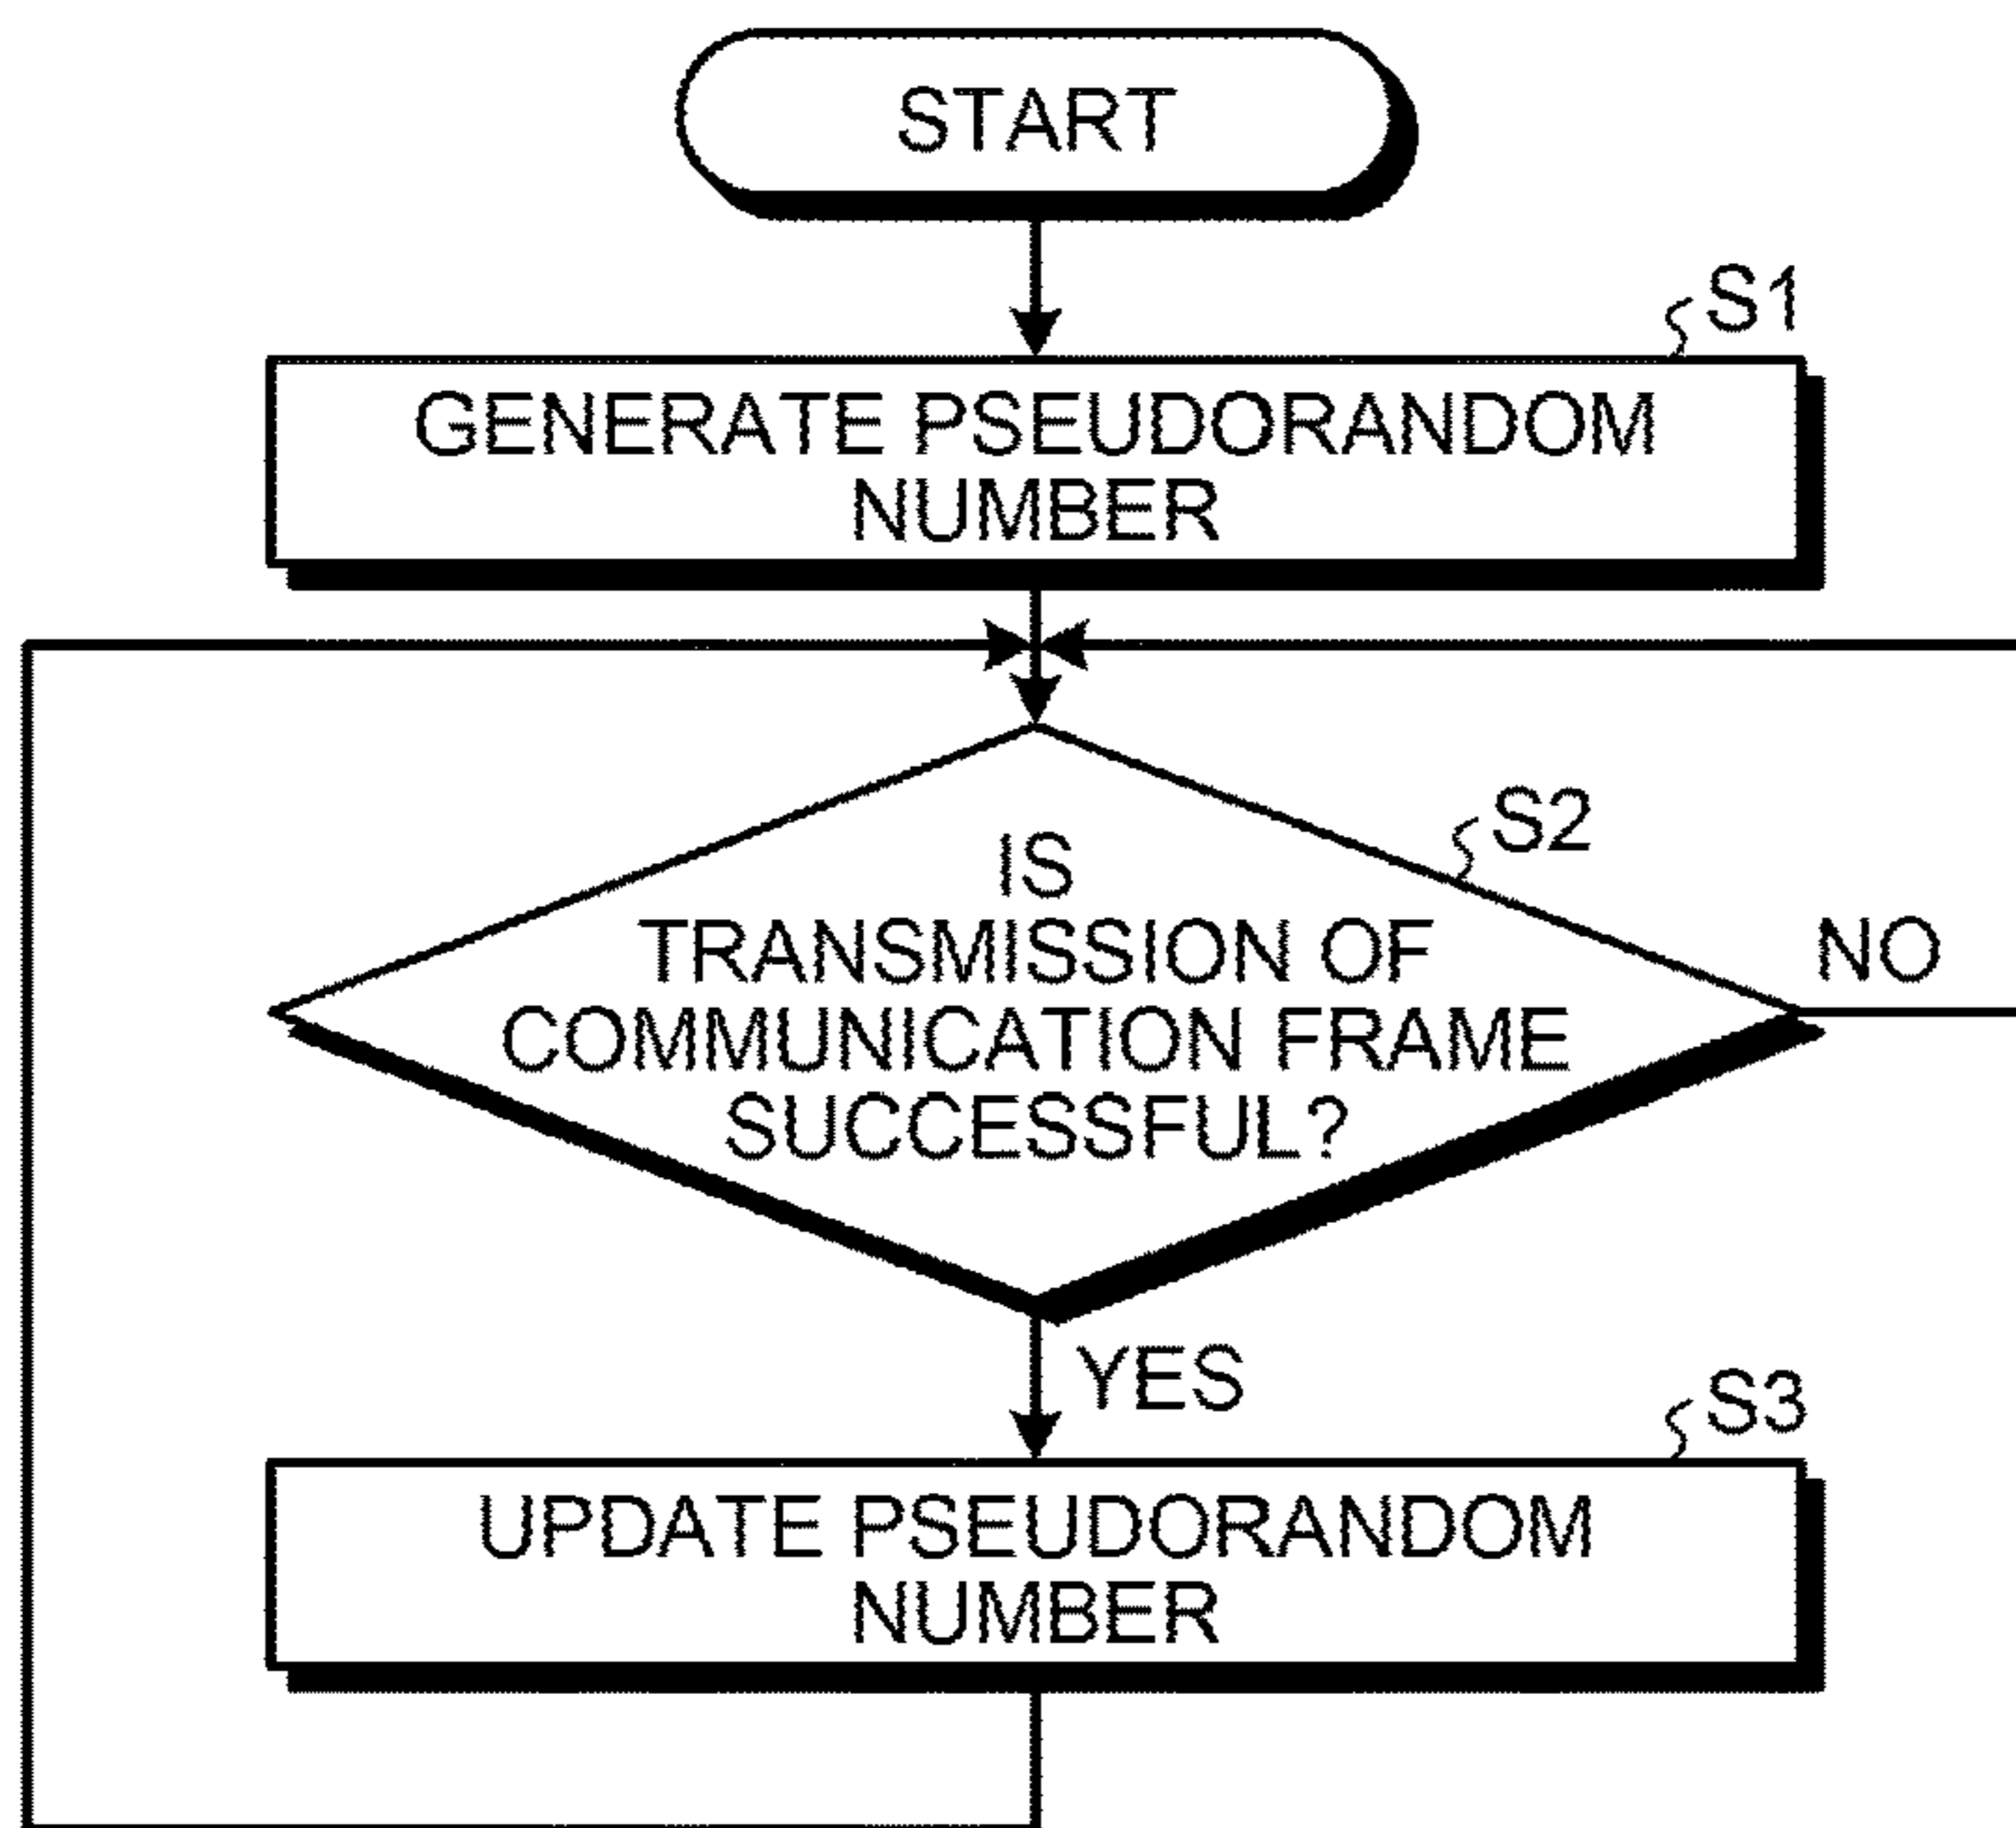 START
S1
GENERATE PSEUDORANDOM
NUMBER
S2
IS
TRANSMISSION OF
COMMUNICATION FRAME
SUCCESSFUL?
NO
YES
S3
UPDATE PSEUDORANDOM
NUMBER